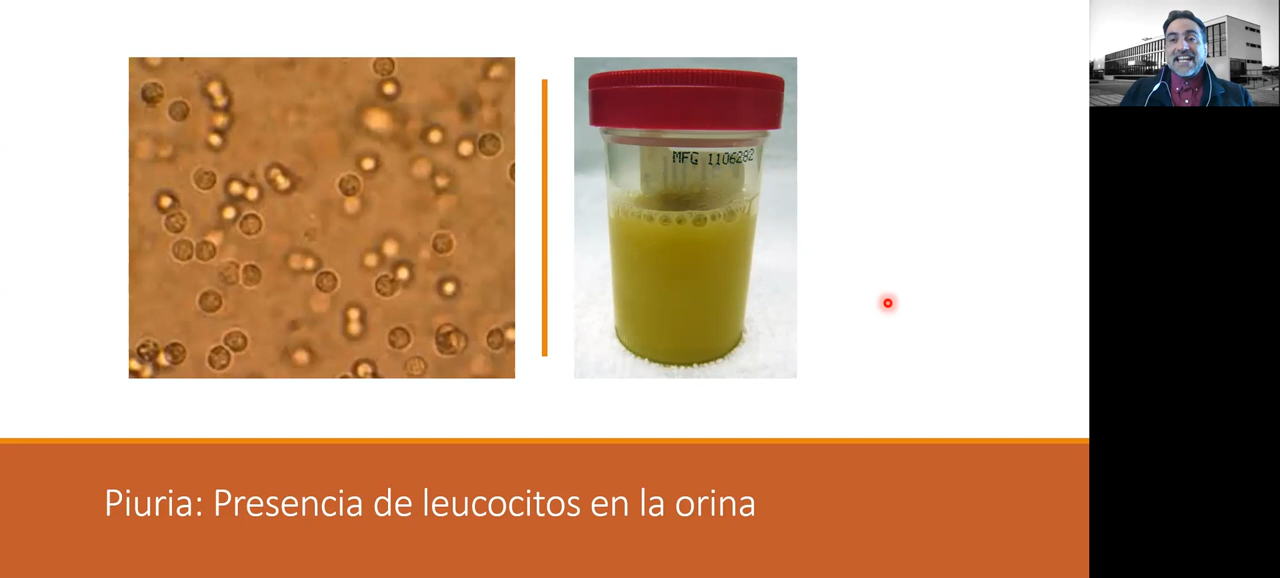 MFG 1106282
Piuria: Presencia de leucocitos en la orina